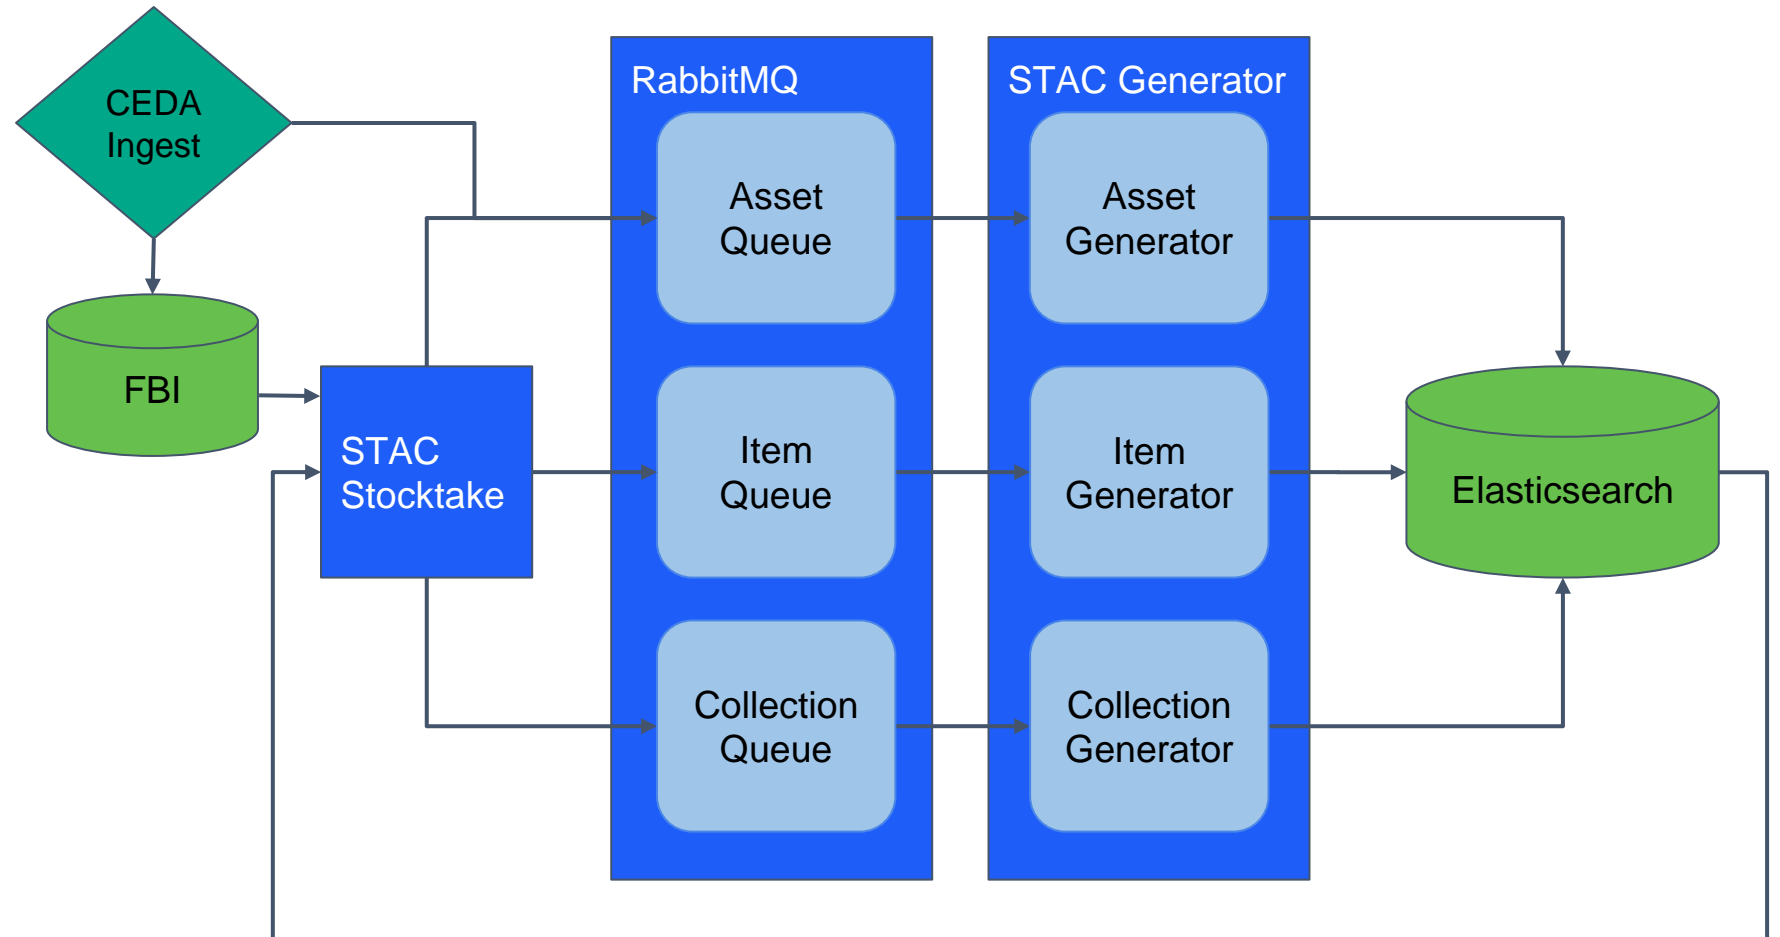 CEDA
Ingest
FBI
STAC
Stocktake
RabbitMQ
Asset
Queue
Item
Queue
Collection
Queue
STAC Generator
Asset
Generator
Item
Generator
Collection
Generator
Elasticsearch